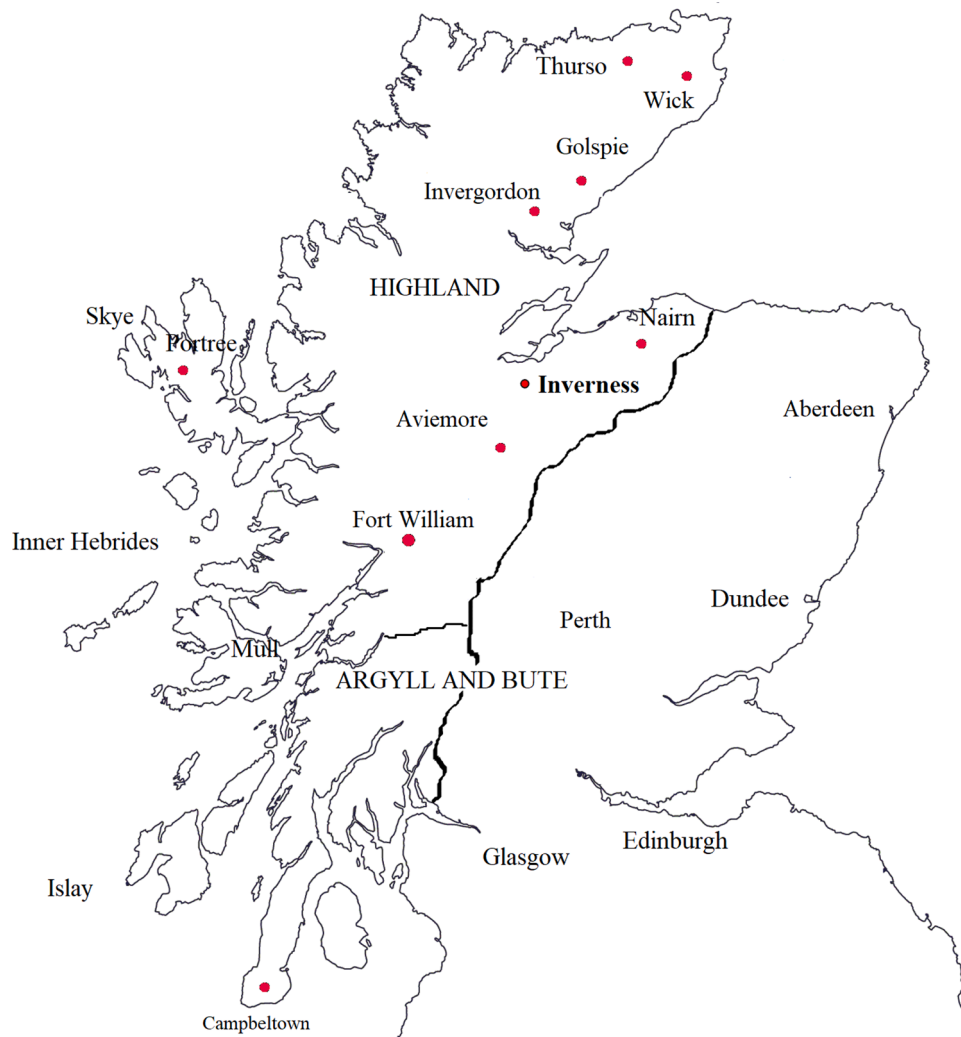 Thurso
Wick
Golspie
Invergordon
HIGHLAND
Skye
Nairn
Portree
Inverness
Aberdeen
Aviemore
Fort William
Inner Hebrides
Dundee
Perth
Mull
ARGYLL AND BUTE
Edinburgh
Glasgow
Islay
Campbeltown